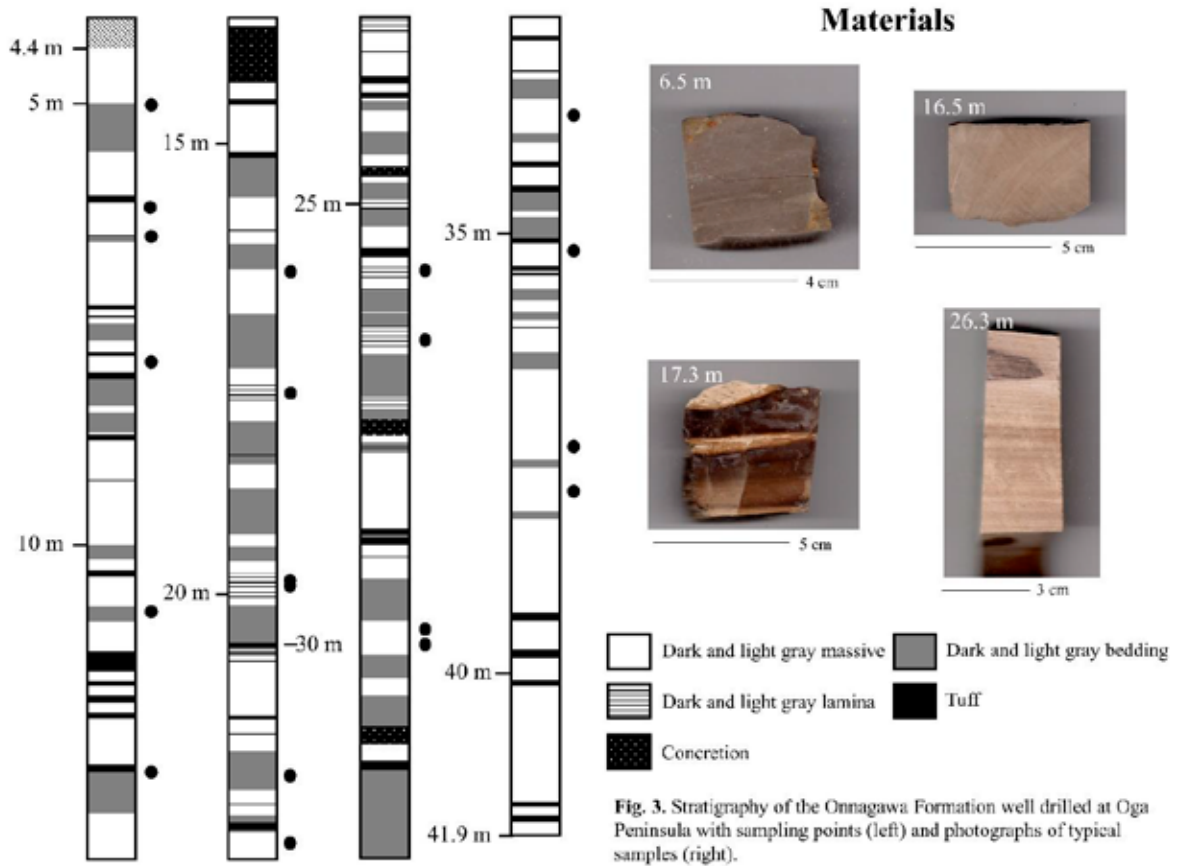 4.4 m
5 m
10 m
15 m
20 m
25 m
–30 m
35 m
40 m
41.9 m
Materials
6.5 m
4 cm
16.5 m
5 cm
17.3 m
5 cm
26.3 m
3 cm
Dark and light gray massive
Dark and light gray bedding
Dark and light gray lamina
Tuff
Concretion
Fig. 3. Stratigraphy of the Onnagawa Formation well drilled at Oga
Peninsula with sampling points (left) and photographs of typical
samples (right).